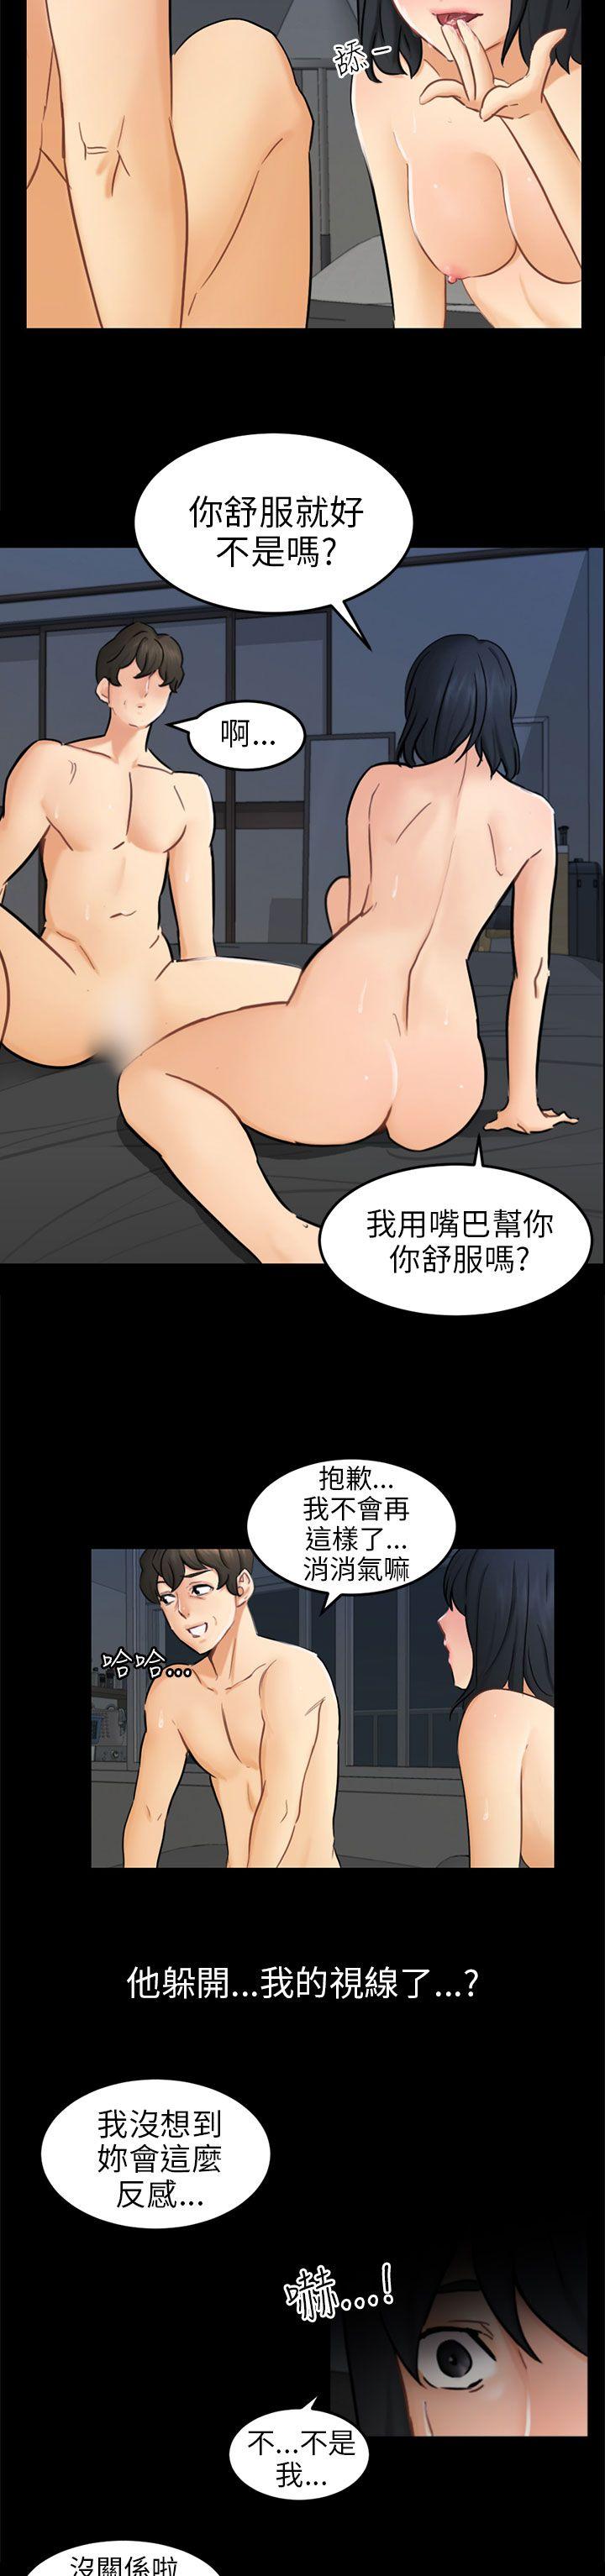 舔~
你舒服就好
不是嗎?
啊...
我用嘴巴幫你
你舒服嗎?
抱歉...
我不會再
這樣了...
消消氣嘛
哈哈...
他躲開...我的視線了...?
我沒想到
妳會這麼
反感...
嚇...!
不...不是
我...
沒關係啦